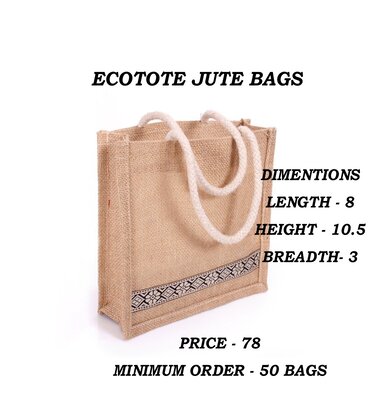 ECOTOTE JUTE BAGS
DIMENTIONS
LENGTH - 8
HEIGHT - 10.5
BREADTH- 3
PRICE - 78
MINIMUM ORDER - 50 BAGS